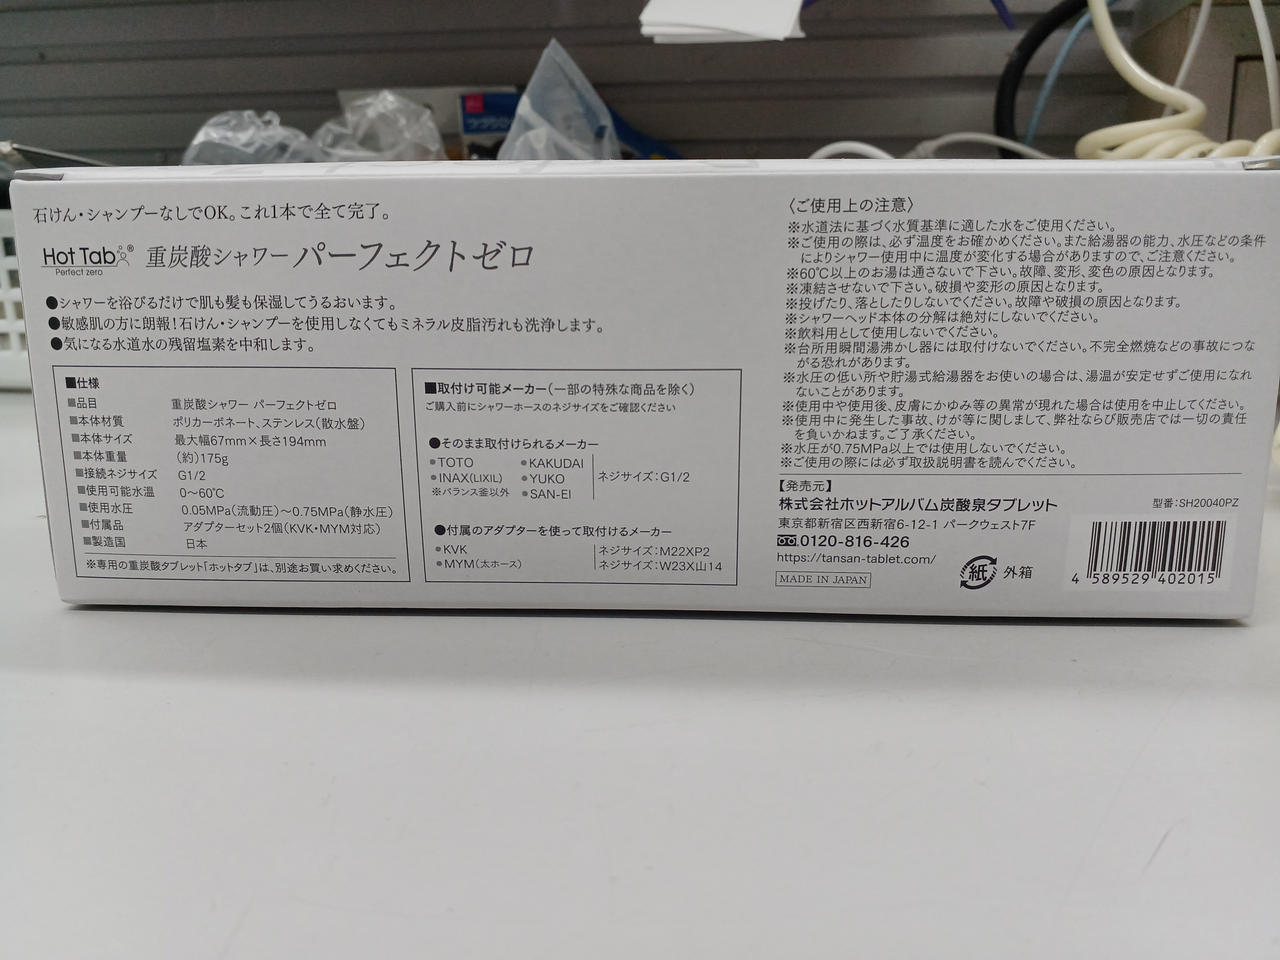 石けん・シャンプーなしでOK。これ1本で全て完了。
Hot Tab® 重炭酸シャワー パーフェクトゼロ
Perfect zero
●シャワーを浴びるだけで肌も髪も保湿してうるおいます。
●敏感肌の方に朗報!石けん・シャンプーを使用しなくてもミネラル皮脂汚れも洗浄します。
●気になる水道水の残留塩素を中和します。
■仕様
■品目 重炭酸シャワー パーフェクトゼロ
■本体材質 ポリカーボネート、ステンレス(散水盤)
■本体サイズ 最大幅67mm×長さ194mm
■本体重量 (約)175g
■接続ネジサイズ G1/2
■使用可能水温 0〜60℃
■使用水圧 0.05MPa(流動圧)〜0.75MPa(静水圧)
■付属品 アダプターセット2個(KVK・MYM対応)
■製造国 日本
※専用の重炭酸タブレット「ホットタブ」は、別途お買い求めください。
■取付け可能メーカー(一部の特殊な商品を除く)
ご購入前にシャワーホースのネジサイズをご確認ください
●そのまま取付けられるメーカー
●TOTO ●KAKUDAI
●INAX(LIXIL) ●YUKO ネジサイズ:G1/2
※バランス釜以外 ●SAN-EI
●付属のアダプターを使って取付けるメーカー
●KVK ネジサイズ:M22XP2
●MYM(太ホース) ネジサイズ:W23X山14
〈ご使用上の注意〉
※水道法に基づく水質基準に適した水をご使用ください。
※ご使用の際は、必ず温度をお確かめください。また給湯器の能力、水圧などの条件
によりシャワー使用中に温度が変化する場合がありますので、ご注意ください。
※60℃以上のお湯は通さないで下さい。故障、変形、変色の原因となります。
※凍結させないで下さい。破損や変形の原因となります。
※投げたり、落としたりしないでください。故障や破損の原因となります。
※シャワーヘッド本体の分解は絶対にしないでください。
※飲料用として使用しないでください。
※台所用瞬間湯沸かし器には取付けないでください。不完全燃焼などの事故につな
がる恐れがあります。
※水圧の低い所や貯湯式給湯器をお使いの場合は、湯温が安定せずご使用になれ
ないことがあります。
※使用中や使用後、皮膚にかゆみ等の異常が現れた場合は使用を中止してください。
※使用中に発生した事故、けが等に関しまして、弊社ならび販売店では一切の責任
を負いかねます。ご了承ください。
※水圧が0.75MPa以上では使用しないでください。
※ご使用の際には必ず取扱説明書を読んでください。
【発売元】
株式会社ホットアルバム炭酸泉タブレット
東京都新宿区西新宿6-12-1 パークウェスト7F
0120-816-426
https://tansan-tablet.com/
MADE IN JAPAN
紙 外箱
型番:SH20040PZ
4 589529 402015